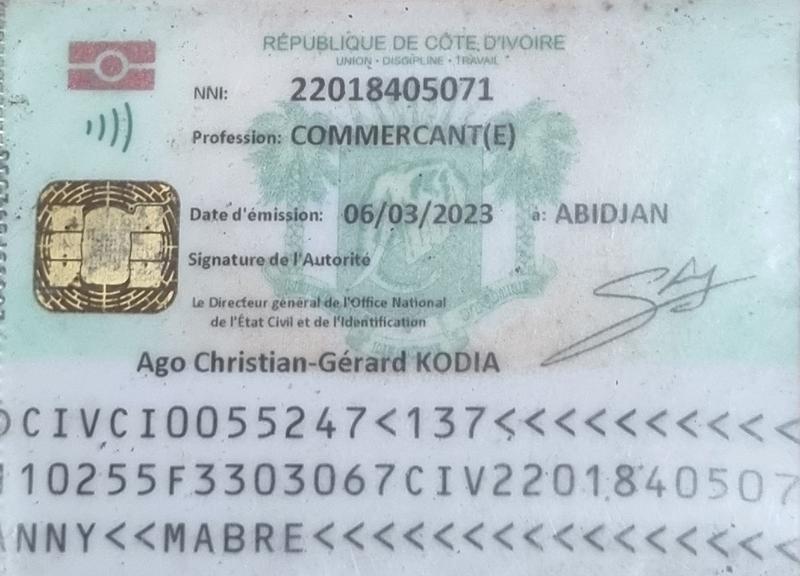 RÉPUBLIQUE DE CÔTE D'IVOIRE
UNION - DISCIPLINE - TRAVAIL
NNI: 22018405071
Profession: COMMERCANT(E)
Date d'émission: 06/03/2023 à: ABIDJAN
Signature de l'Autorité
Le Directeur général de l'Office National
de l'État Civil et de l'Identification
Ago Christian-Gérard KODIA
CIVCI0055247<137<<<<<<<<<<
10255F3303067CIV2201840507
NNY<<MABRE<<<<<<<<<<<<<<<<